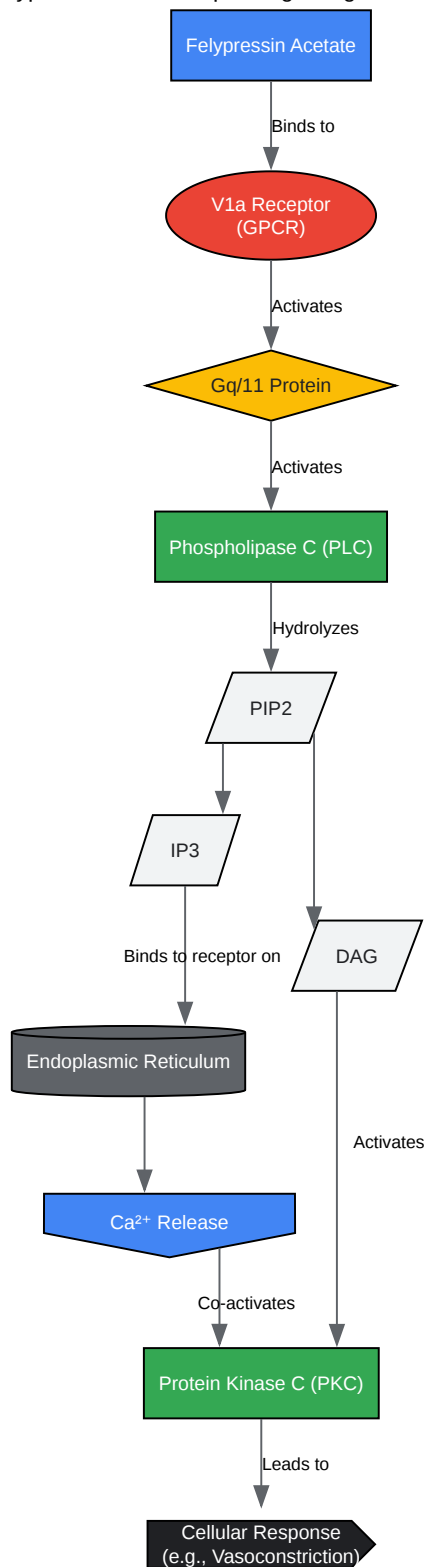 Felypressin Acetate
Binds to
V1a Receptor
(GPCR)
Activates
Gq/11 Protein
Activates
Phospholipase C (PLC)
Hydrolyzes
PIP2
IP3
Binds to receptor on
DAG
Endoplasmic Reticulum
Activates
Ca²⁺ Release
Co-activates
Protein Kinase C (PKC)
Leads to
Cellular Response
(e.g., Vasoconstriction)